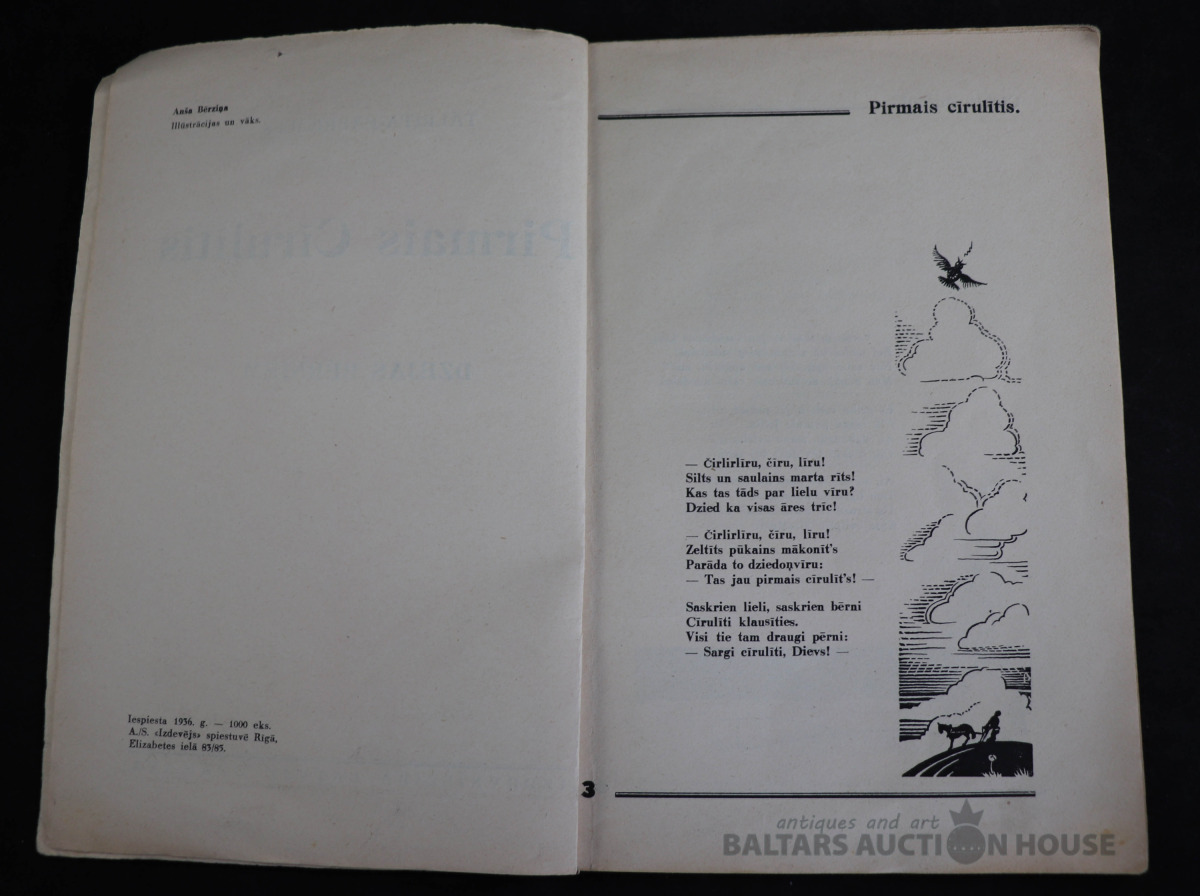 Anša Bērziņa
Illūstrācijas un vāks.
Iespiesta 1936. g. — 1000 eks.
A./S. «Izdevējs» spiestuvē Rīgā,
Elizabetes ielā 83/85.
Pirmais cīrulītis.
— Čirlirlīru, čīru, līru!
Silts un saulains marta rīts!
Kas tas tāds par lielu vīru?
Dzied ka visas āres trīc!
— Čirlirlīru, čīru, līru!
Zeltīts pūkains mākonīt's
Parāda to dziedoņvīru:
— Tas jau pirmais cīrulīt's! —
Saskrien lieli, saskrien bērni
Cīrulīti klausīties.
Visi tie tam draugi pērni:
— Sargi cīrulīti, Dievs! —
3
antiques and art
BALTARS AUCTION HOUSE